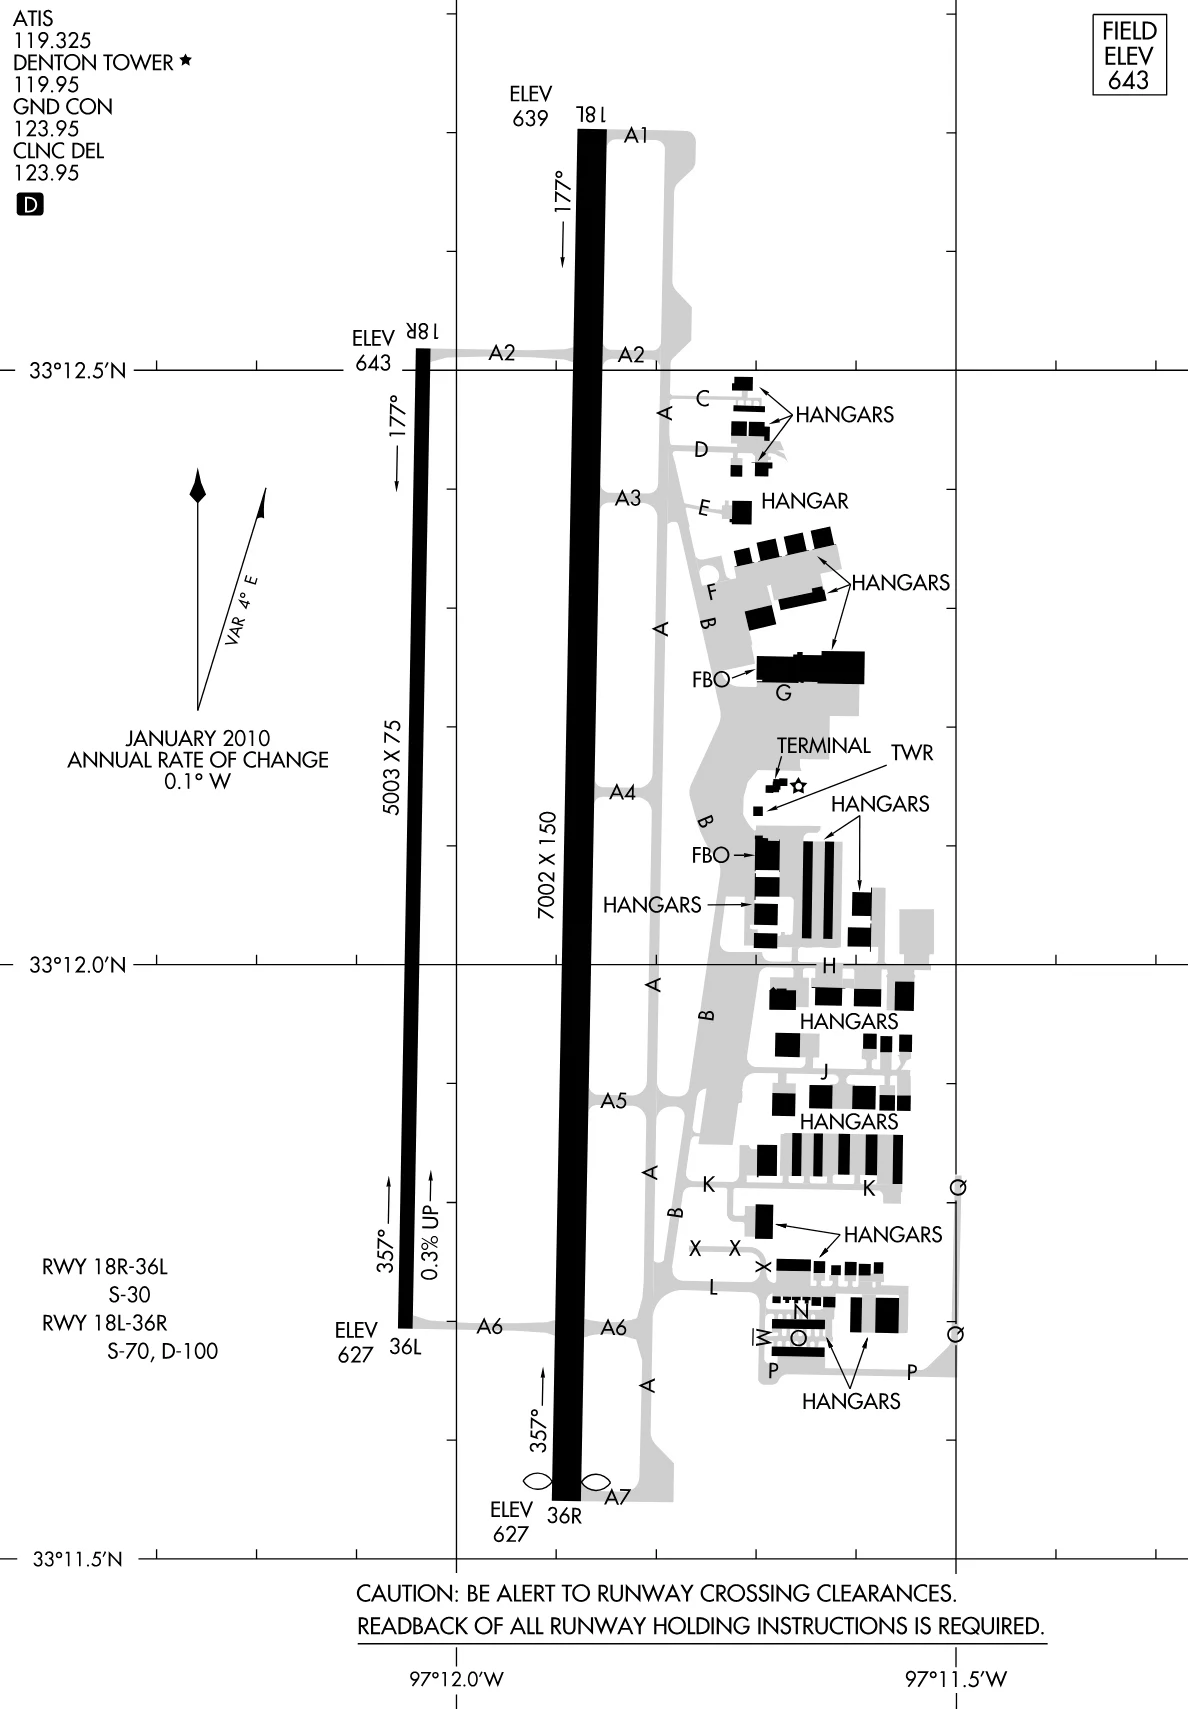 ATIS
119.325
DENTON TOWER ★
119.95
GND CON
123.95
CLNC DEL
123.95
D
FIELD
ELEV
643
ELEV
639
18L
A1
177°
ELEV
643
18R
A2
A2
33°12.5'N
177°
C
HANGARS
A
D
A3
E
HANGAR
VAR 4° E
F
HANGARS
B
A
FBO
G
JANUARY 2010
ANNUAL RATE OF CHANGE
0.1° W
5003 X 75
7002 X 150
TERMINAL
TWR
A4
HANGARS
B
FBO
HANGARS
33°12.0'N
H
A
B
HANGARS
J
A5
HANGARS
A
K
K
Q
B
357°
0.3% UP
HANGARS
X
X
X
L
RWY 18R-36L
S-30
RWY 18L-36R
S-70, D-100
N
A6
A6
W
O
Q
ELEV
627
36L
P
P
A
HANGARS
357°
A7
ELEV
627
36R
33°11.5'N
CAUTION: BE ALERT TO RUNWAY CROSSING CLEARANCES.
READBACK OF ALL RUNWAY HOLDING INSTRUCTIONS IS REQUIRED.
97°12.0'W
97°11.5'W